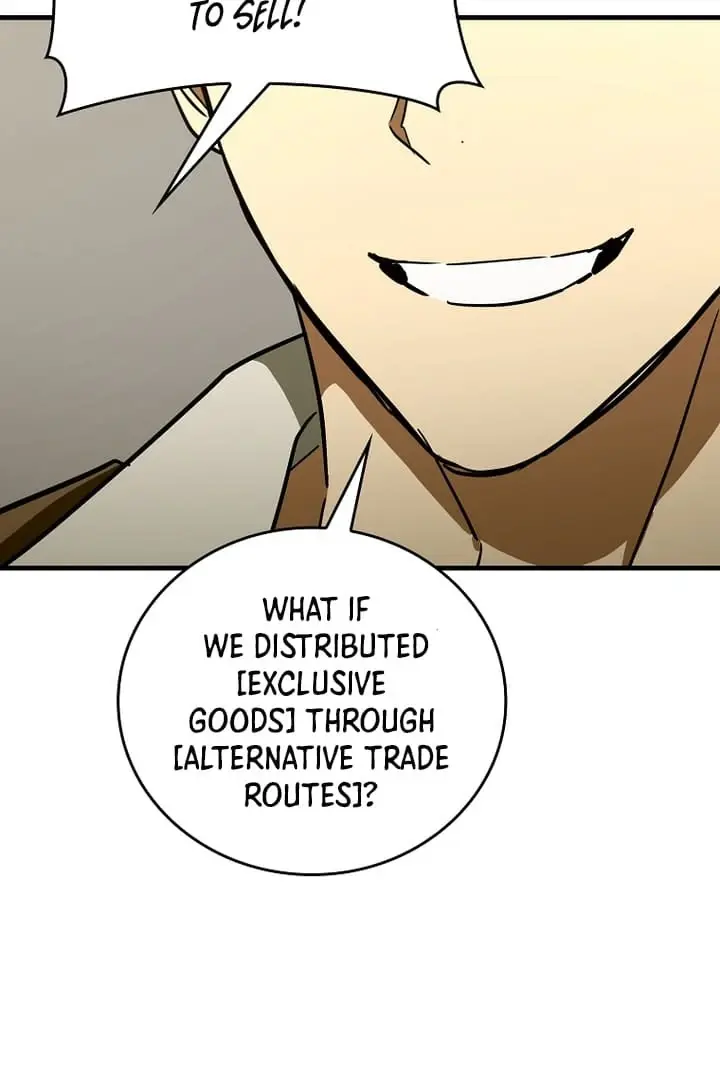 TO SELL!
WHAT IF
WE DISTRIBUTED
[EXCLUSIVE
GOODS] THROUGH
[ALTERNATIVE TRADE
ROUTES]?